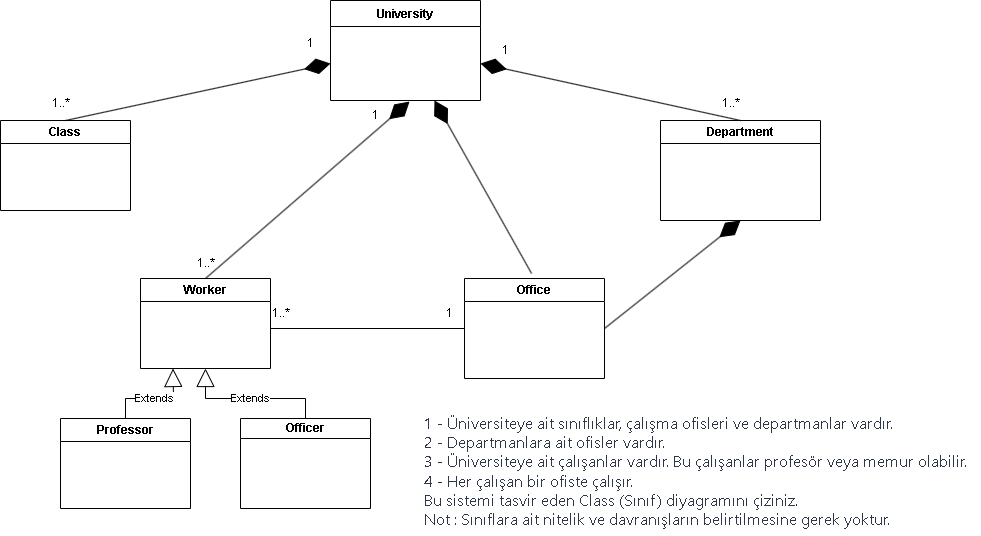 University
1
1
1..*
1..*
1
Class
Department
1..*
Worker
Office
1..*
1
Extends
Extends
Professor
Officer
1 - Üniversiteye ait sınıflıklar, çalışma ofisleri ve departmanlar vardır.
2 - Departmanlara ait ofisler vardır.
3 - Üniversiteye ait çalışanlar vardır. Bu çalışanlar profesör veya memur olabilir.
4 - Her çalışan bir ofiste çalışır.
Bu sistemi tasvir eden Class (Sınıf) diyagramını çiziniz.
Not : Sınıflara ait nitelik ve davranışların belirtilmesine gerek yoktur.